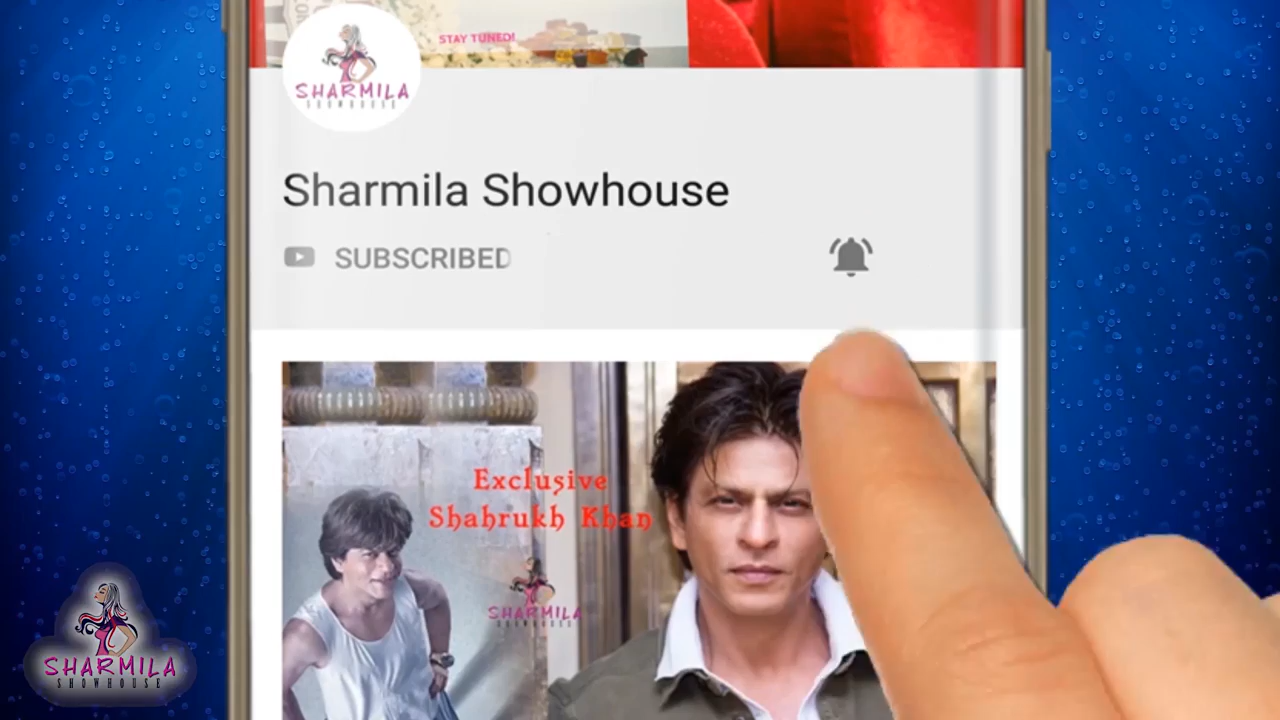 STAY TUNED!
SHARMILA
SHOWHOUSE
Sharmila Showhouse
SUBSCRIBED
Exclusive
Shahrukh Khan
SHARMILA
SHOWHOUSE
SHARMILA
SHOWHOUSE